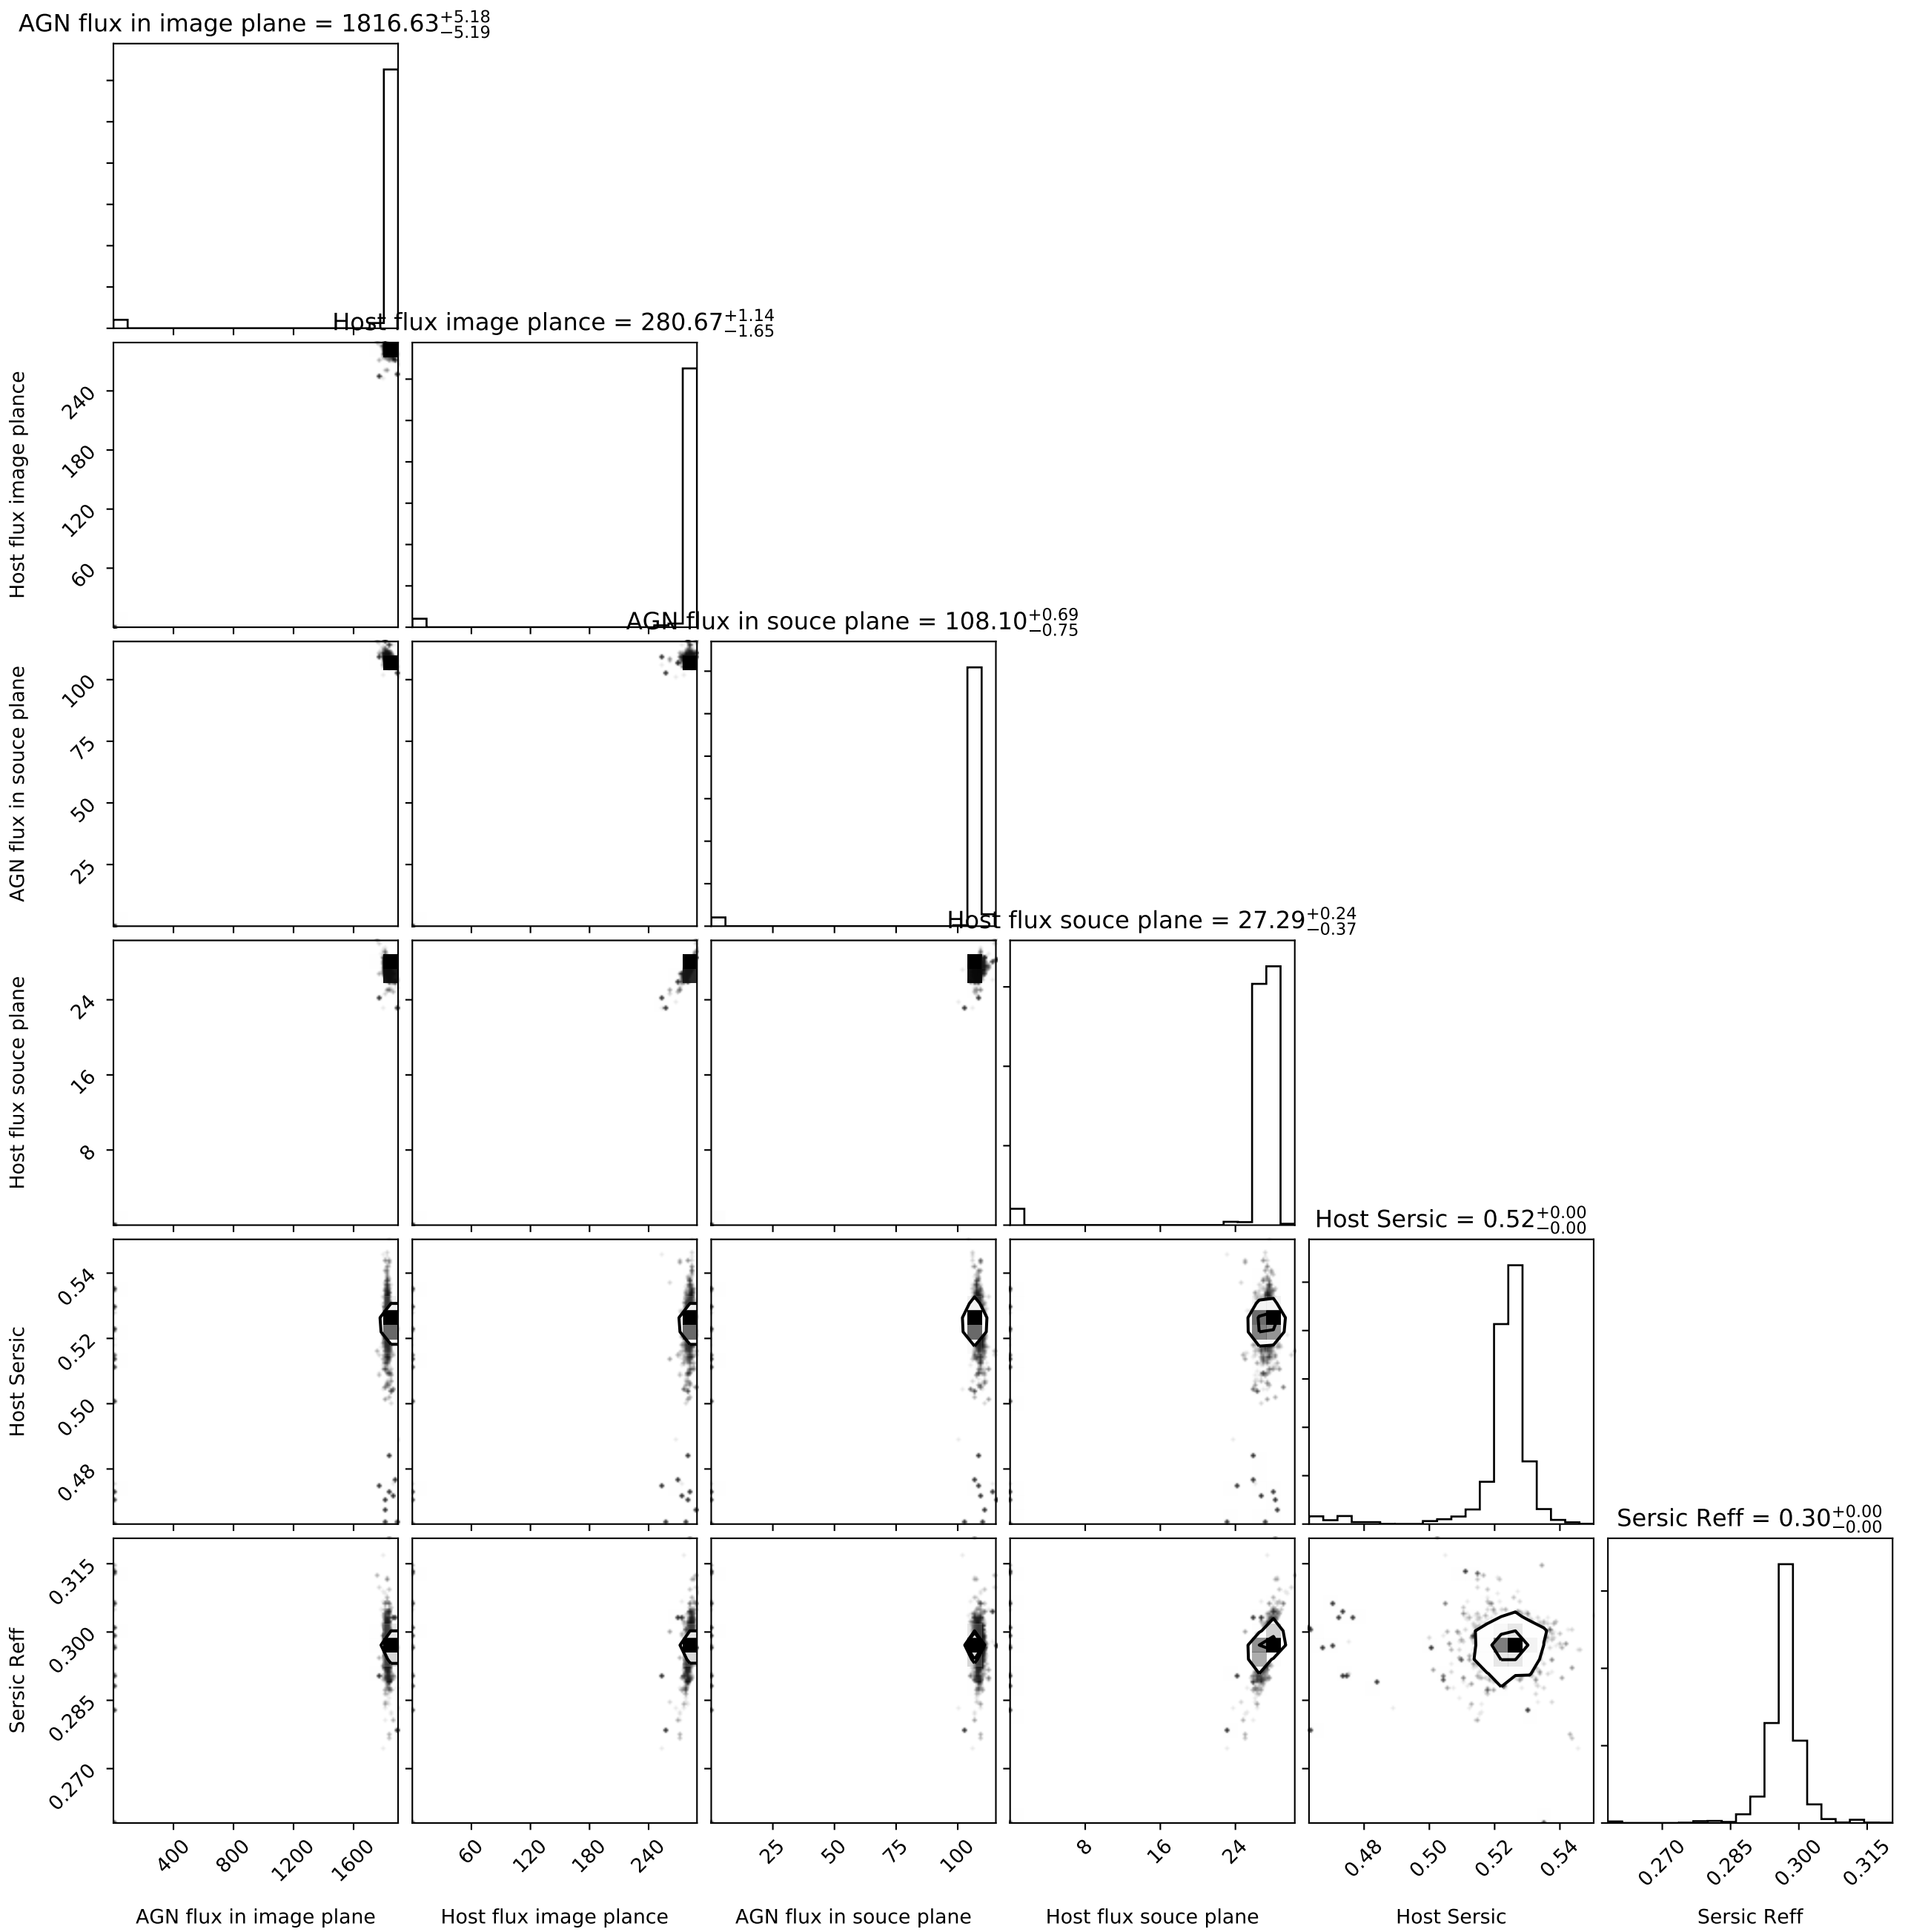 AGN flux in image plane = 1816.63+5.18−5.19
Host flux image plance = 280.67+1.14−1.65
Host flux image plance
240
180
120
60
AGN flux in souce plane = 108.10+0.69−0.75
AGN flux in souce plane
100
75
50
25
Host flux souce plane = 27.29+0.24−0.37
Host flux souce plane
24
16
8
Host Sersic = 0.52+0.00−0.00
Host Sersic
0.54
0.52
0.50
0.48
Sersic Reff = 0.30+0.00−0.00
Sersic Reff
0.315
0.300
0.285
0.270
400 800 1200 1600 60 120 180 240 25 50 75 100 8 16 24 0.48 0.50 0.52 0.54 0.270 0.285 0.300 0.315
AGN flux in image plane Host flux image plance AGN flux in souce plane Host flux souce plane Host Sersic Sersic Reff